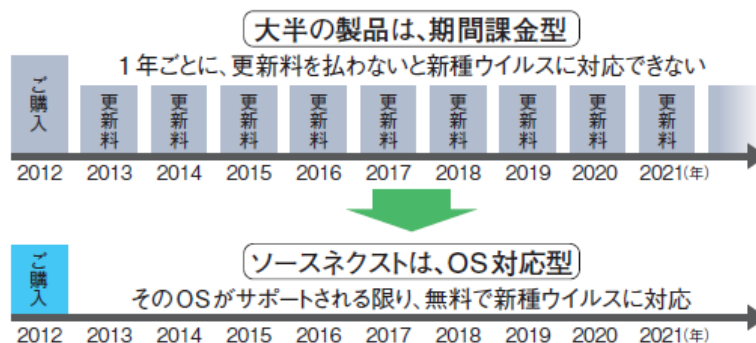 大半の製品は、期間課金型
1年ごとに、更新料を払わないと新種ウイルスに対応できない
ご購入
更新料 更新料 更新料 更新料 更新料 更新料 更新料 更新料 更新料
2012 2013 2014 2015 2016 2017 2018 2019 2020 2021(年)
ソースネクストは、OS対応型
そのOSがサポートされる限り、無料で新種ウイルスに対応
ご購入
2012 2013 2014 2015 2016 2017 2018 2019 2020 2021(年)